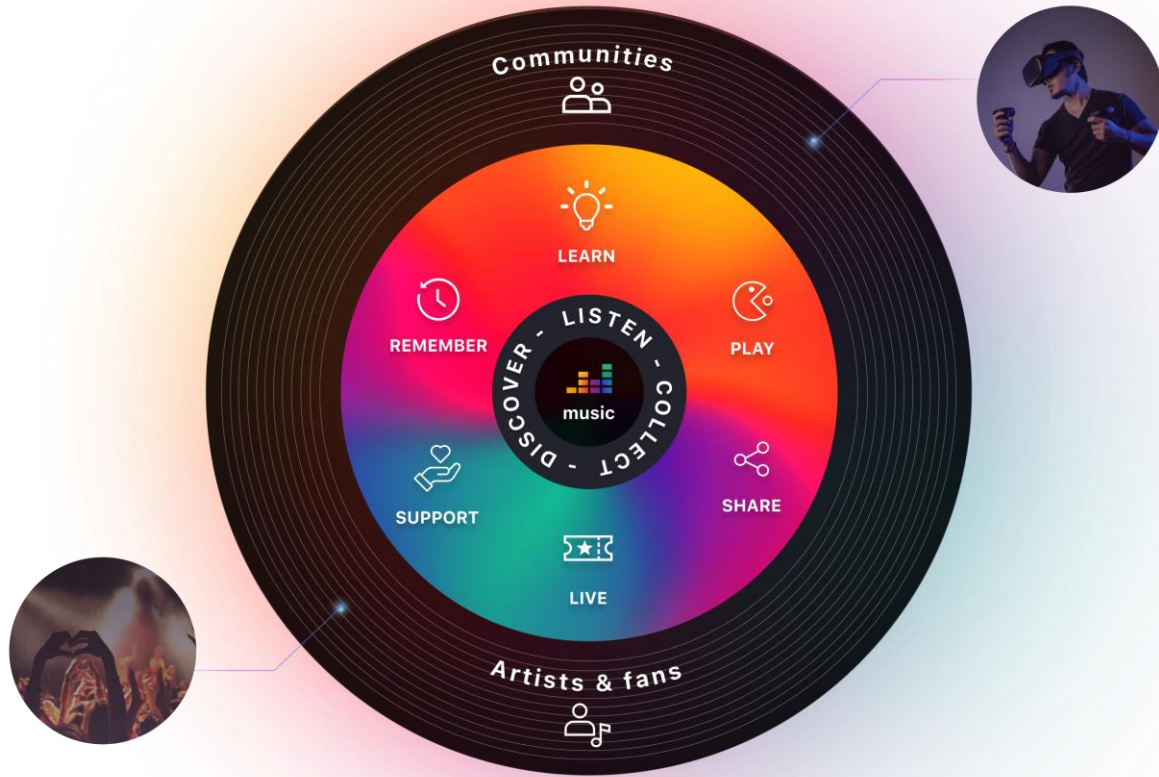 Communities
LEARN
REMEMBER
PLAY
DISCOVER - LISTEN - COLLECT -
music
SUPPORT
SHARE
LIVE
Artists & fans